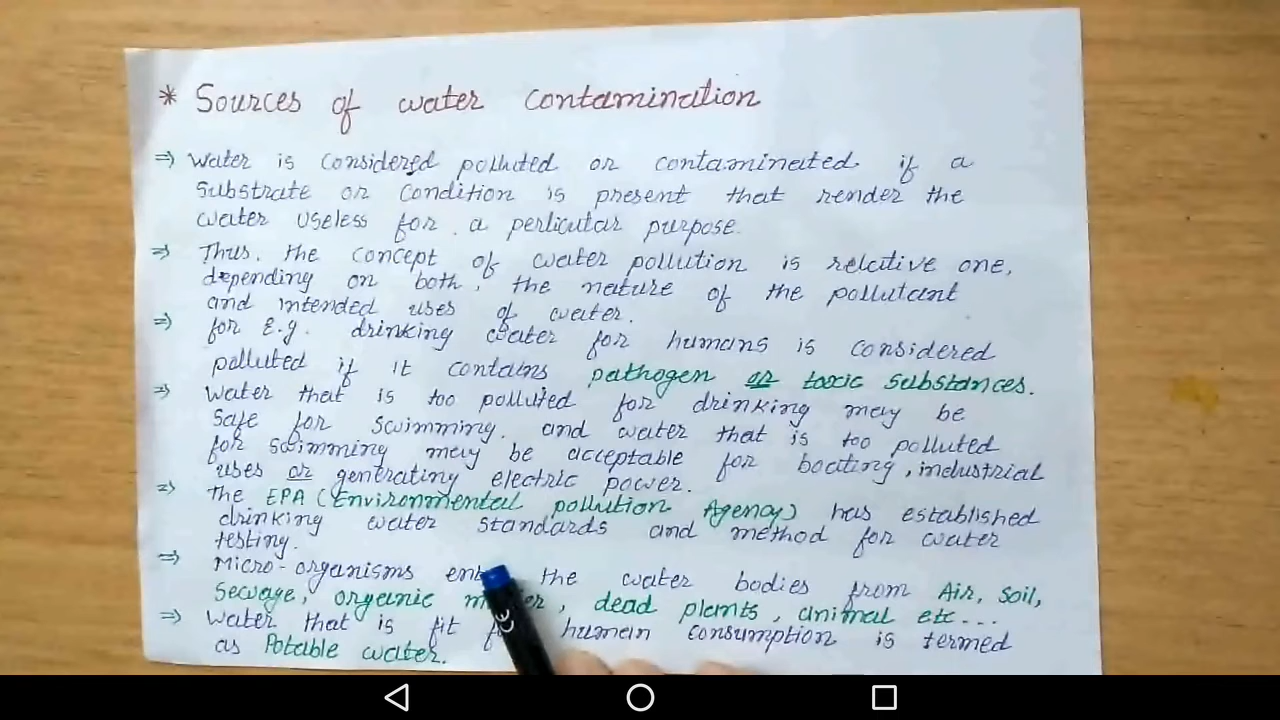 * Sources of water contamination
⇒ Water is considered polluted or contaminated if a
substrate or condition is present that render the
water useless for a perticular purpose.
⇒ Thus, the concept of water pollution is relative one,
depending on both, the nature of the pollutant
and intended uses of water.
⇒ for E.g. drinking water for humans is considered
polluted if it contains pathogen or toxic substances.
⇒ Water that is too polluted for drinking may be
safe for swimming. and water that is too polluted
for swimming may be acceptable for boating, industrial
uses or genrating electric power.
⇒ The EPA (Environmental pollution Agency) has established
drinking water standards and method for water
testing.
⇒ Micro-organisms the water bodies from Air, Soil,
Sewage, organic, dead plants, animal etc...
⇒ Water that is fit human consumption is termed
as Potable water.